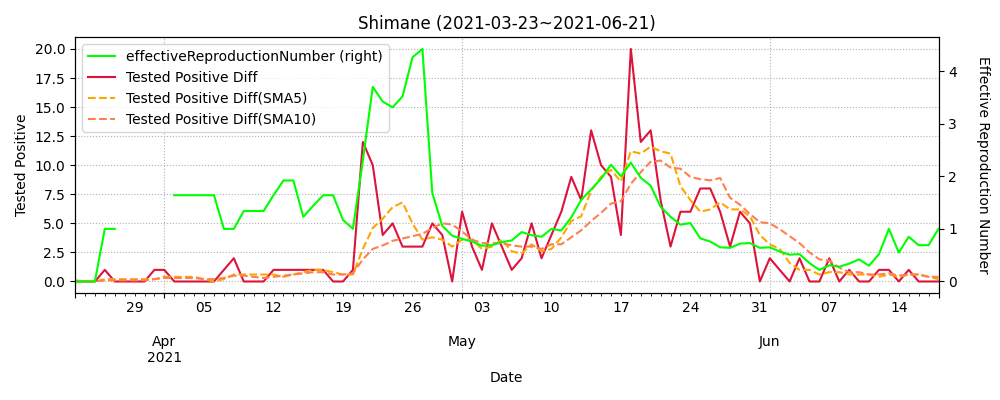 Shimane (2021-03-23~2021-06-21)
effectiveReproductionNumber (right)
Tested Positive Diff
Tested Positive Diff(SMA5)
Tested Positive Diff(SMA10)
Tested Positive
20.0
17.5
15.0
12.5
10.0
7.5
5.0
2.5
0.0
4
3
2
1
0
Effective Reproduction Number
29 05 12 19 26 03 10 17 24 31 07 14
Apr May Jun
2021
Date